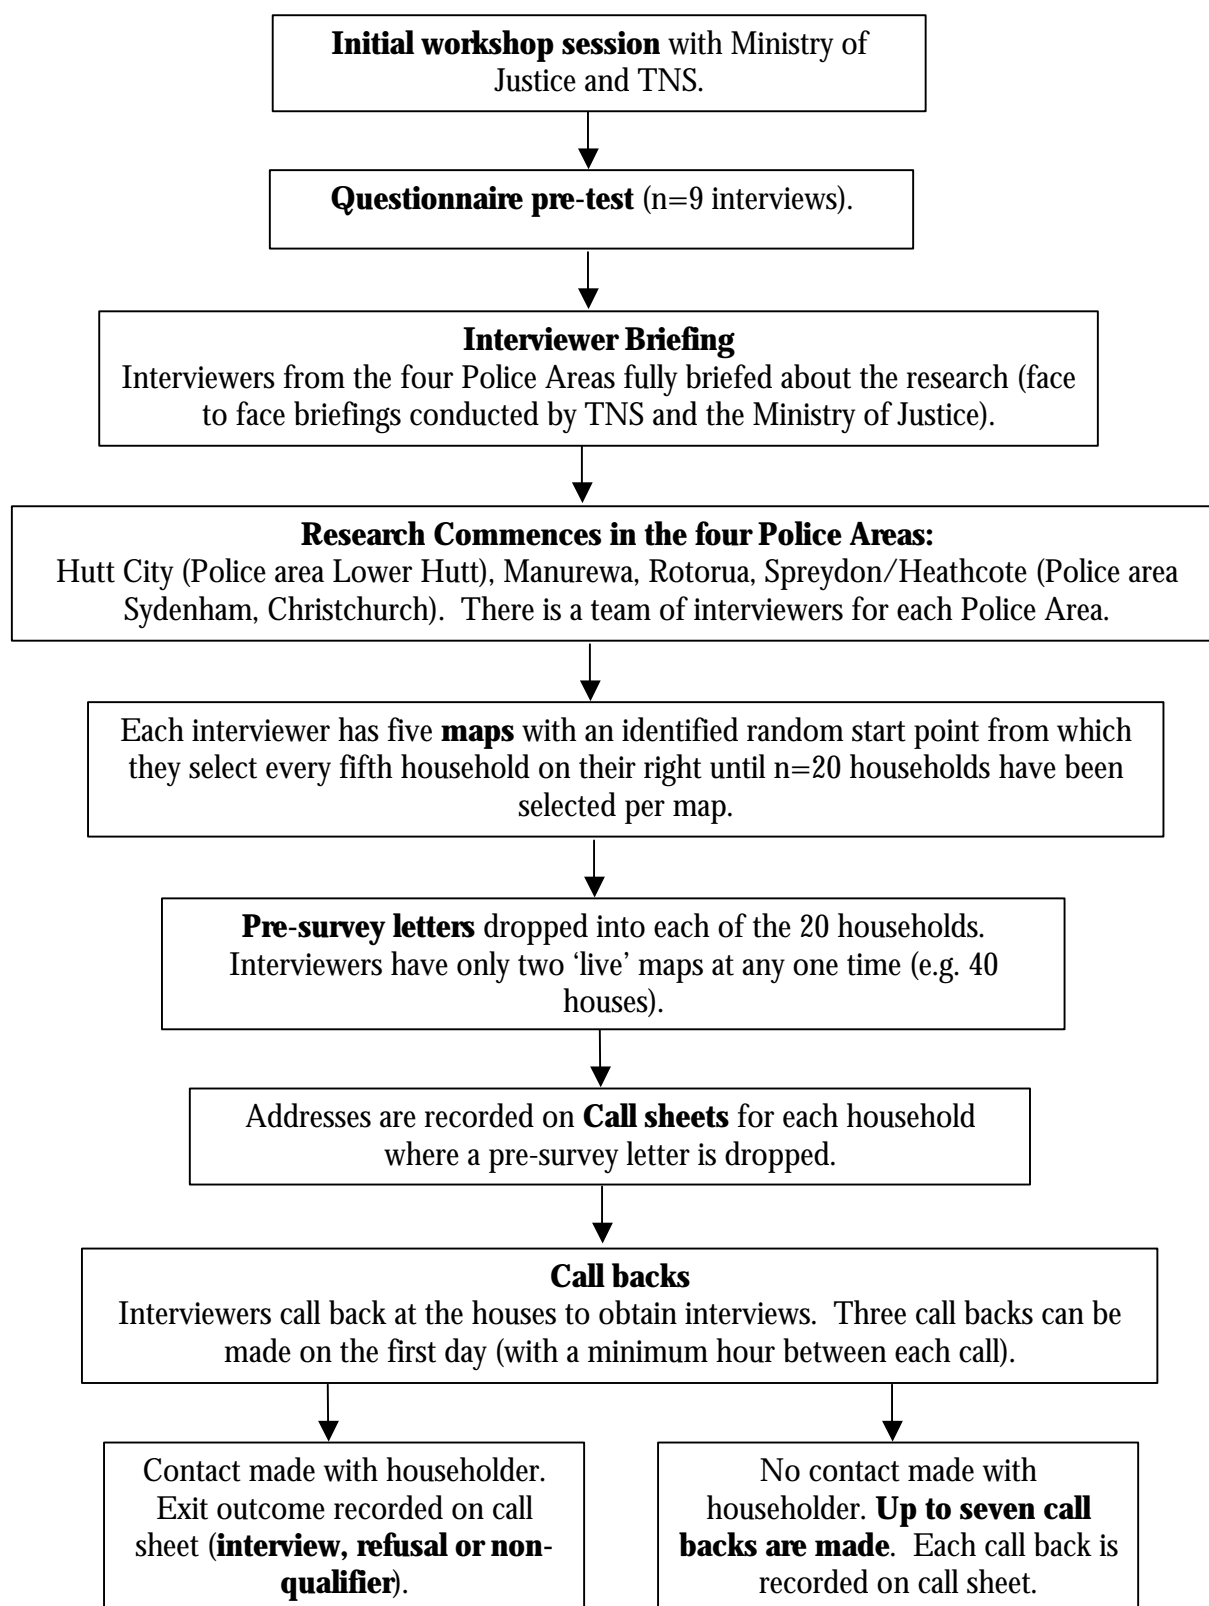 Initial workshop session with Ministry of
Justice and TNS.
Questionnaire pre-test (n=9 interviews).
Interviewer Briefing
Interviewers from the four Police Areas fully briefed about the research (face
to face briefings conducted by TNS and the Ministry of Justice).
Research Commences in the four Police Areas:
Hutt City (Police area Lower Hutt), Manurewa, Rotorua, Spreydon/Heathcote (Police area
Sydenham, Christchurch).  There is a team of interviewers for each Police Area.
Each interviewer has five maps with an identified random start point from which
they select every fifth household on their right until n=20 households have been
selected per map.
Pre-survey letters dropped into each of the 20 households.
Interviewers have only two ‘live’ maps at any one time (e.g. 40
houses).
Addresses are recorded on Call sheets for each household
where a pre-survey letter is dropped.
Call backs
Interviewers call back at the houses to obtain interviews.  Three call backs can be
made on the first day (with a minimum hour between each call).
Contact made with householder.
Exit outcome recorded on call
sheet (interview, refusal or non-
qualifier).
No contact made with
householder. Up to seven call
backs are made.  Each call back is
recorded on call sheet.